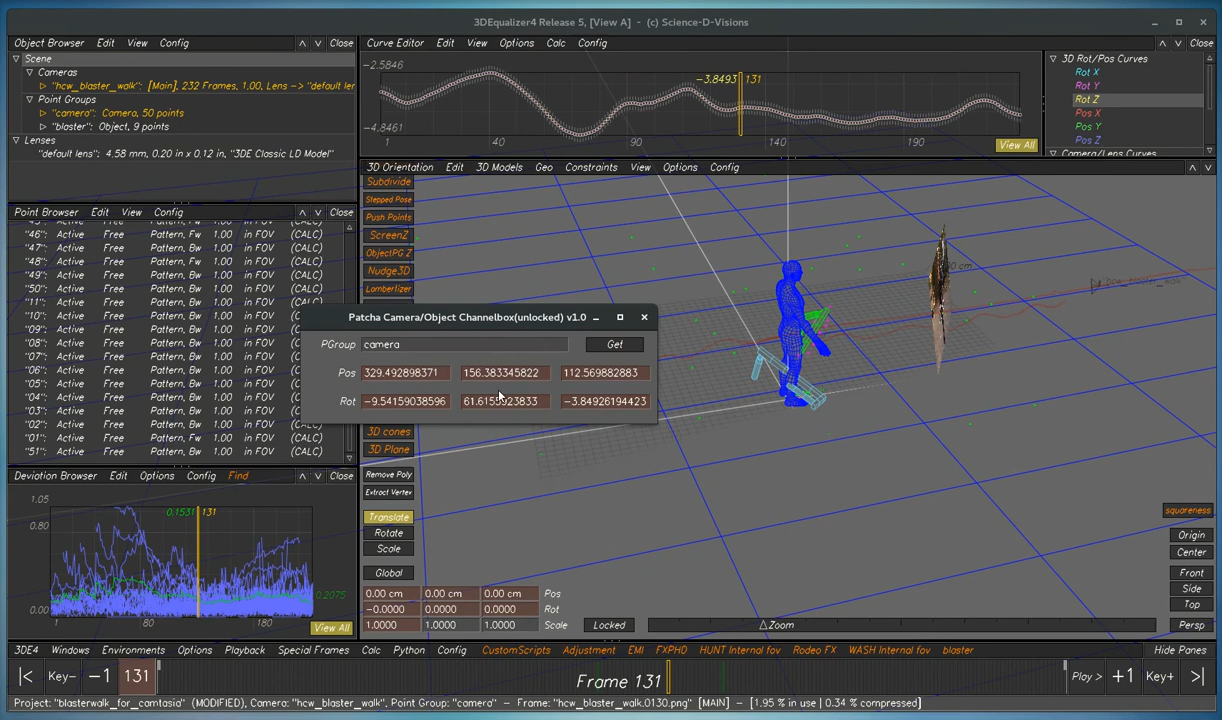 3DEqualizer4 Release 5, [View A]  -  (c) Science-D-Visions
Object Browser Edit View Config Close
Scene
Cameras
"hcw_blaster_walk": [Main], 232 Frames, 1.00, Lens -> "default ler
Point Groups
"camera": Camera, 50 points
"blaster": Object, 9 points
Lenses
"default lens": 4.58 mm, 0.20 in x 0.12 in, "3DE Classic LD Model"
Curve Editor Edit View Options Calc Config Close
-2.5846
-3.8493 131
-4.8461
1 40 90 140 190
View All
3D Rot/Pos Curves
Rot X
Rot Y
Rot Z
Pos X
Pos Y
Pos Z
Camera/Lens Curves
Point Browser Edit View Config Close
"46": Active Free Pattern, Fw 1.00 in FOV (CALC)
"47": Active Free Pattern, Bw 1.00 in FOV (CALC)
"48": Active Free Pattern, Fw 1.00 in FOV (CALC)
"49": Active Free Pattern, Bw 1.00 in FOV (CALC)
"50": Active Free Pattern, Bw 1.00 in FOV (CALC)
"11": Active Free Pattern, Bw 1.00 in FOV (CALC)
"10": Active Free Pattern, Bw 1.00 in FOV (CALC)
"09": Active Free Pattern, Bw 1.00 in FOV (CALC)
"08": Active Free Pattern, Bw 1.00 in FOV (CALC)
"07": Active Free Pattern, Bw 1.00 in FOV (CALC)
"06": Active Free Pattern, Bw 1.00 in FOV (CALC)
"05": Active Free Pattern, Bw 1.00 in FOV (CALC)
"04": Active Free Pattern, Bw 1.00 in FOV (CALC)
"03": Active Free Pattern, Bw 1.00 in FOV (CALC)
"02": Active Free Pattern, Bw 1.00 in FOV (CALC)
"01": Active Free Pattern, Bw 1.00 in FOV (CALC)
"51": Active Free Pattern, Bw 1.00 in FOV (CALC)
3D Orientation Edit 3D Models Geo Constraints View Options Config
Subdivide
Stepped Pose
Push Points
ScreenZ
ObjectPG Z
Nudge3D
Lambertizer
Patcha Camera/Object Channelbox(unlocked) v1.0
PGroup camera Get
Pos 329.492898371 156.383345822 112.569882883
Rot -9.54159038596 61.6155923833 -3.84926194423
3D cones
3D Plane
Remove Poly
Extract Vertex
Translate
Rotate
Scale
Global
0.00 cm 0.00 cm 0.00 cm Pos
-0.0000 0.0000 0.0000 Rot
1.0000 1.0000 1.0000 Scale
Locked
Zoom
squareness
Origin
Center
Front
Side
Top
Persp
Deviation Browser Edit Options Config Find Close
1.05
0.80
0.00
0.1531 131
0.2075
1 80 180
View All
3DE4 Windows Environments Options Playback Special Frames Calc Python Config CustomScripts Adjustment EMI FXPHD HUNT Internal fov Rodeo FX WASH Internal fov blaster Hide Panes
|< Key- -1 131 Frame 131 Play > +1 Key+ >|
Project: "blasterwalk_for_camtasia" (MODIFIED), Camera: "hcw_blaster_walk", Point Group: "camera" - Frame: "hcw_blaster_walk.0130.png" [MAIN] - [1.95 % in use | 0.34 % compressed]